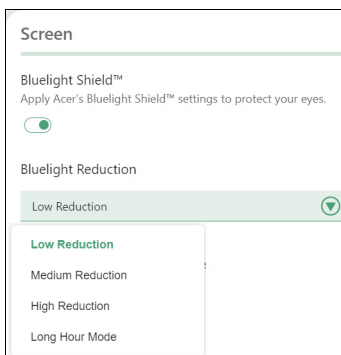 Screen
Bluelight Shield™
Apply Acer's Bluelight Shield™ settings to protect your eyes.
Bluelight Reduction
Low Reduction
Low Reduction
Medium Reduction
High Reduction
Long Hour Mode